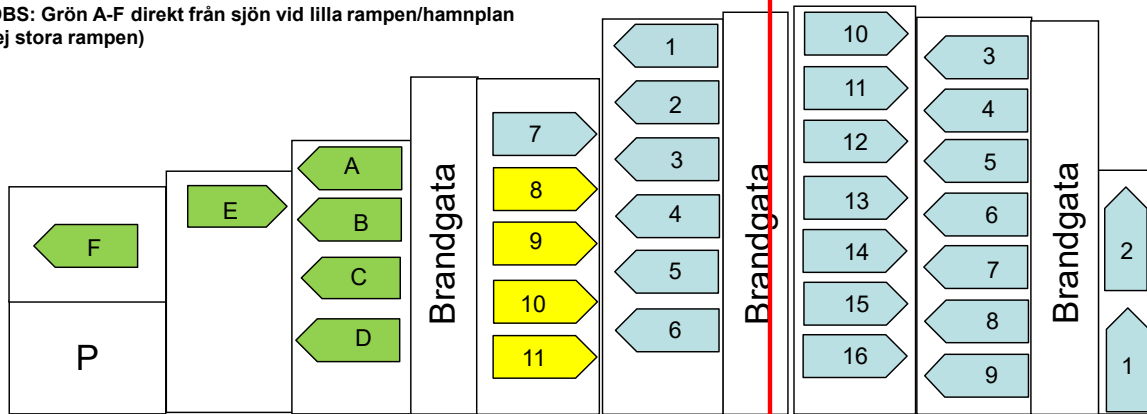 OBS: Grön A-F direkt från sjön vid lilla rampen/hamnplan
ej stora rampen)
F
P
E
A
B
C
D
Brandgata
7
8
9
10
11
1
2
3
4
5
6
Brandgata
10
11
12
13
14
15
16
3
4
5
6
7
8
9
Brandgata
2
1